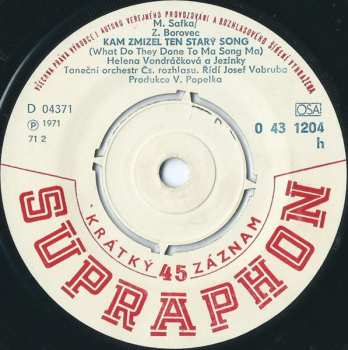 VŠECHNA PRÁVA VÝROBCE I AUTORŮ VEŘEJNÉHO PROVOZOVÁNÍ A ROZHLASOVÉHO ŠÍŘENÍ VYHRAŽENA
M. Safkaj
Z. Borovec
KAM ZMIZEL TEN STARÝ SONG
(What Do They Done To Ma Song Ma)
Helena Vondráčková a Jezinky
Taneční orchestr Čs. rozhlasu. Řídí Josef Vobruba
Produkce V. Popelka
D 04371
Ⓟ 1971
71 2
OSA
0 43 1204
h
KRÁTKÝ 45 ZÁZNAM
SUPRAPHON